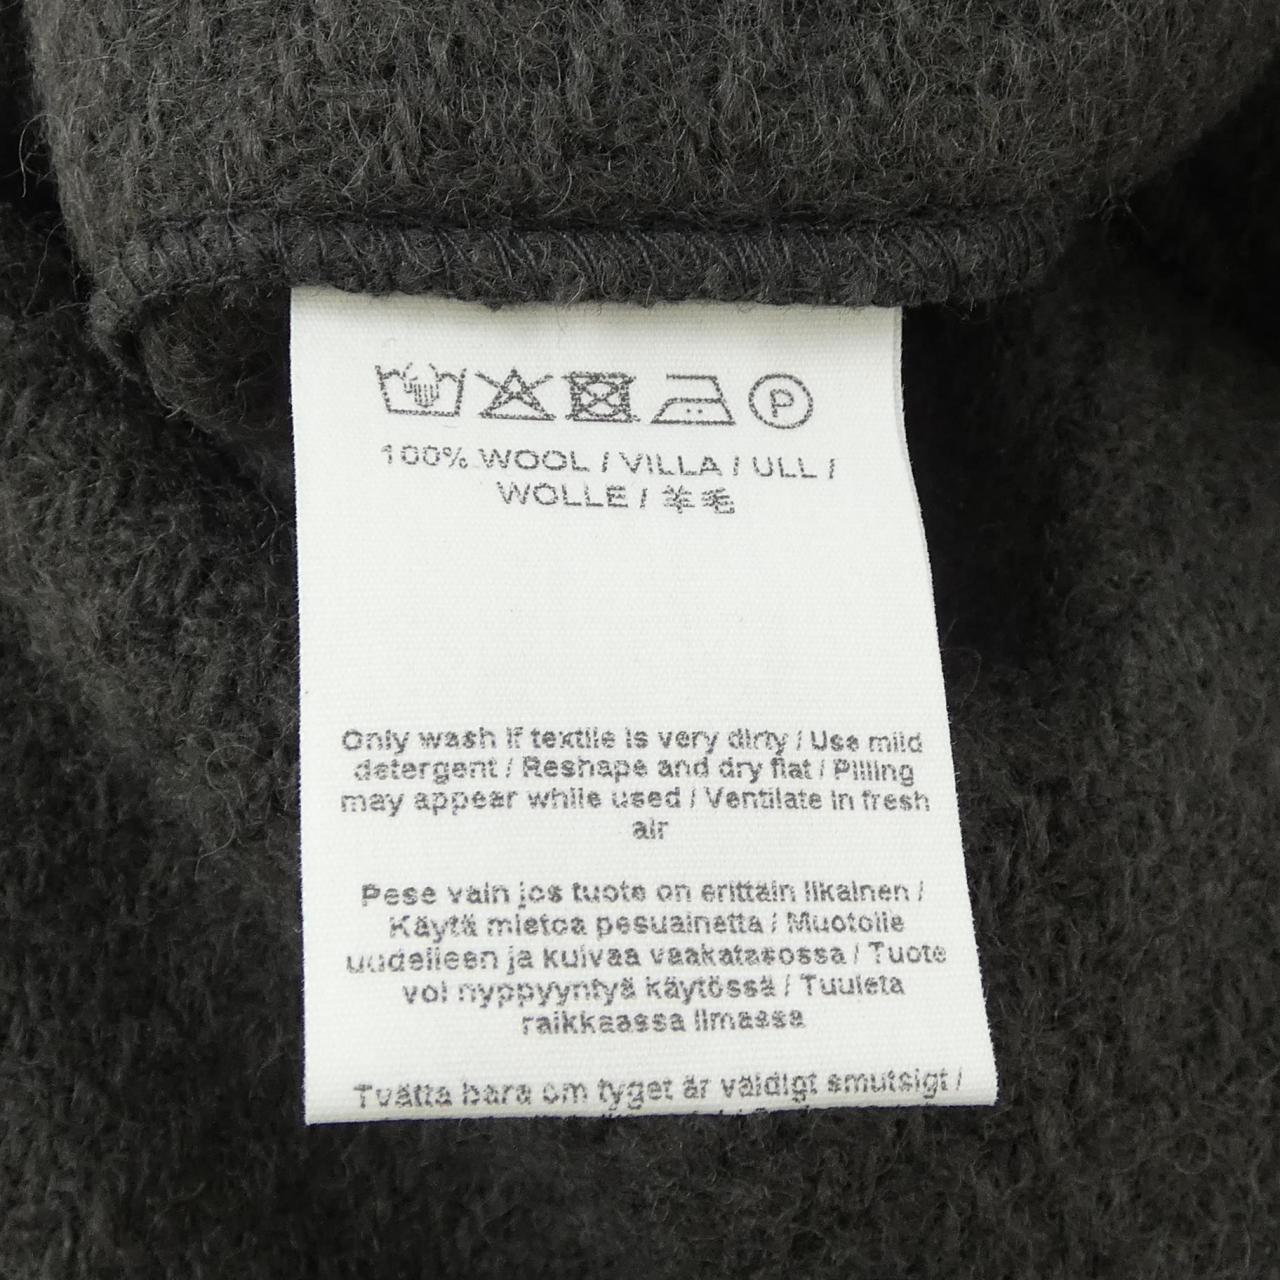 P
100% WOOL / VILLA / ULL /
WOLLE / 羊毛
Only wash if textile is very dirty / Use mild
detergent / Reshape and dry flat / Pilling
may appear while used / Ventilate in fresh
air
Pese vain jos tuote on erittäin likainen /
Käytä mietoa pesuainetta / Muotoile
uudelleen ja kuivaa vaakatasossa / Tuote
voi nyppyyntyä käytössä / Tuuleta
raikkaassa ilmassa
Tvätta bara om tyget är väldigt smutsigt /